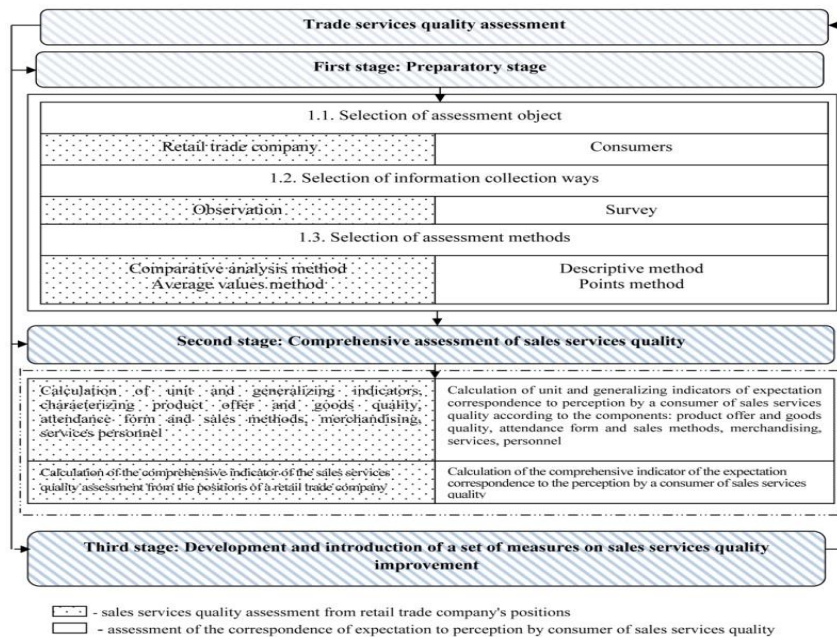 Trade services quality assessment
First stage: Preparatory stage
1.1. Selection of assessment object
Retail trade company
Consumers
1.2. Selection of information collection ways
Observation
Survey
1.3. Selection of assessment methods
Comparative analysis method
Average values method
Descriptive method
Points method
Second stage: Comprehensive assessment of sales services quality
Calculation of unit and generalizing indicators,
characterizing product offer and goods quality,
attendance form and sales methods, merchandising,
services personnel
Calculation of unit and generalizing indicators of expectation
correspondence to perception by a consumer of sales services
quality according to the components: product offer and goods
quality, attendance form and sales methods, merchandising,
services, personnel
Calculation of the comprehensive indicator of the sales services
quality assessment from the positions of a retail trade company
Calculation of the comprehensive indicator of the expectation
correspondence to the perception by a consumer of sales services
quality
Third stage: Development and introduction of a set of measures on sales services quality
improvement
- sales services quality assessment from retail trade company's positions
- assessment of the correspondence of expectation to perception by consumer of sales services quality